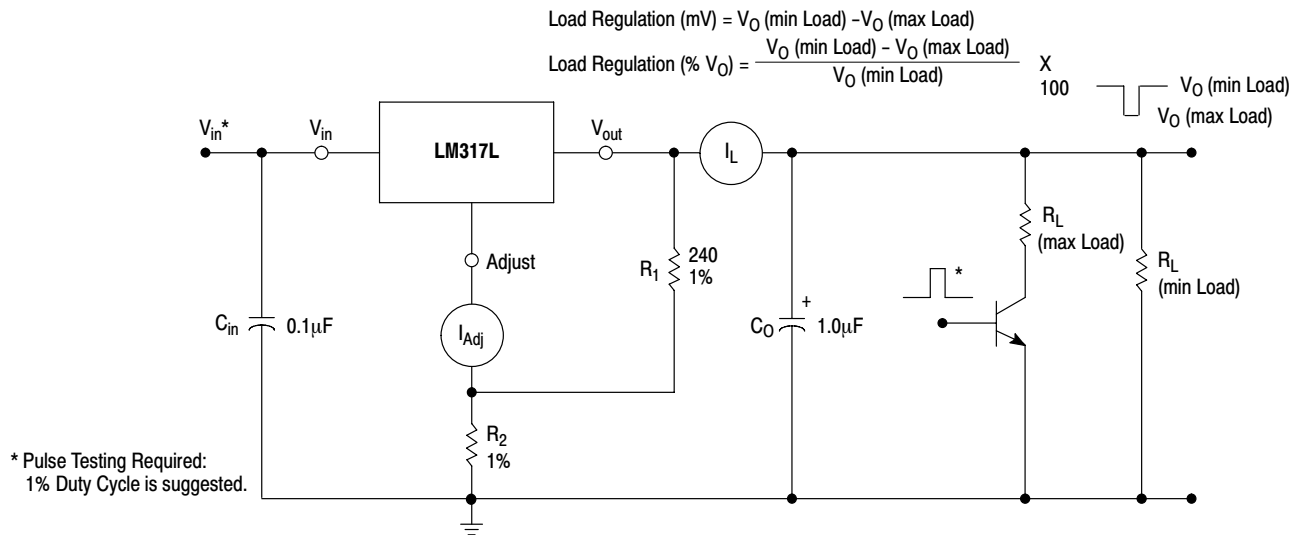 Load Regulation (mV) = VO (min Load) –VO (max Load)
Load Regulation (% VO) = VO (min Load) – VO (max Load)
VO (min Load)
X
100
VO (min Load)
VO (max Load)
Vin*
Vin
LM317L
Vout
IL
Adjust
R1
240
1%
RL
(max Load)
RL
(min Load)
*
Cin
0.1µF
IAdj
+
CO
1.0µF
R2
1%
* Pulse Testing Required:
1% Duty Cycle is suggested.